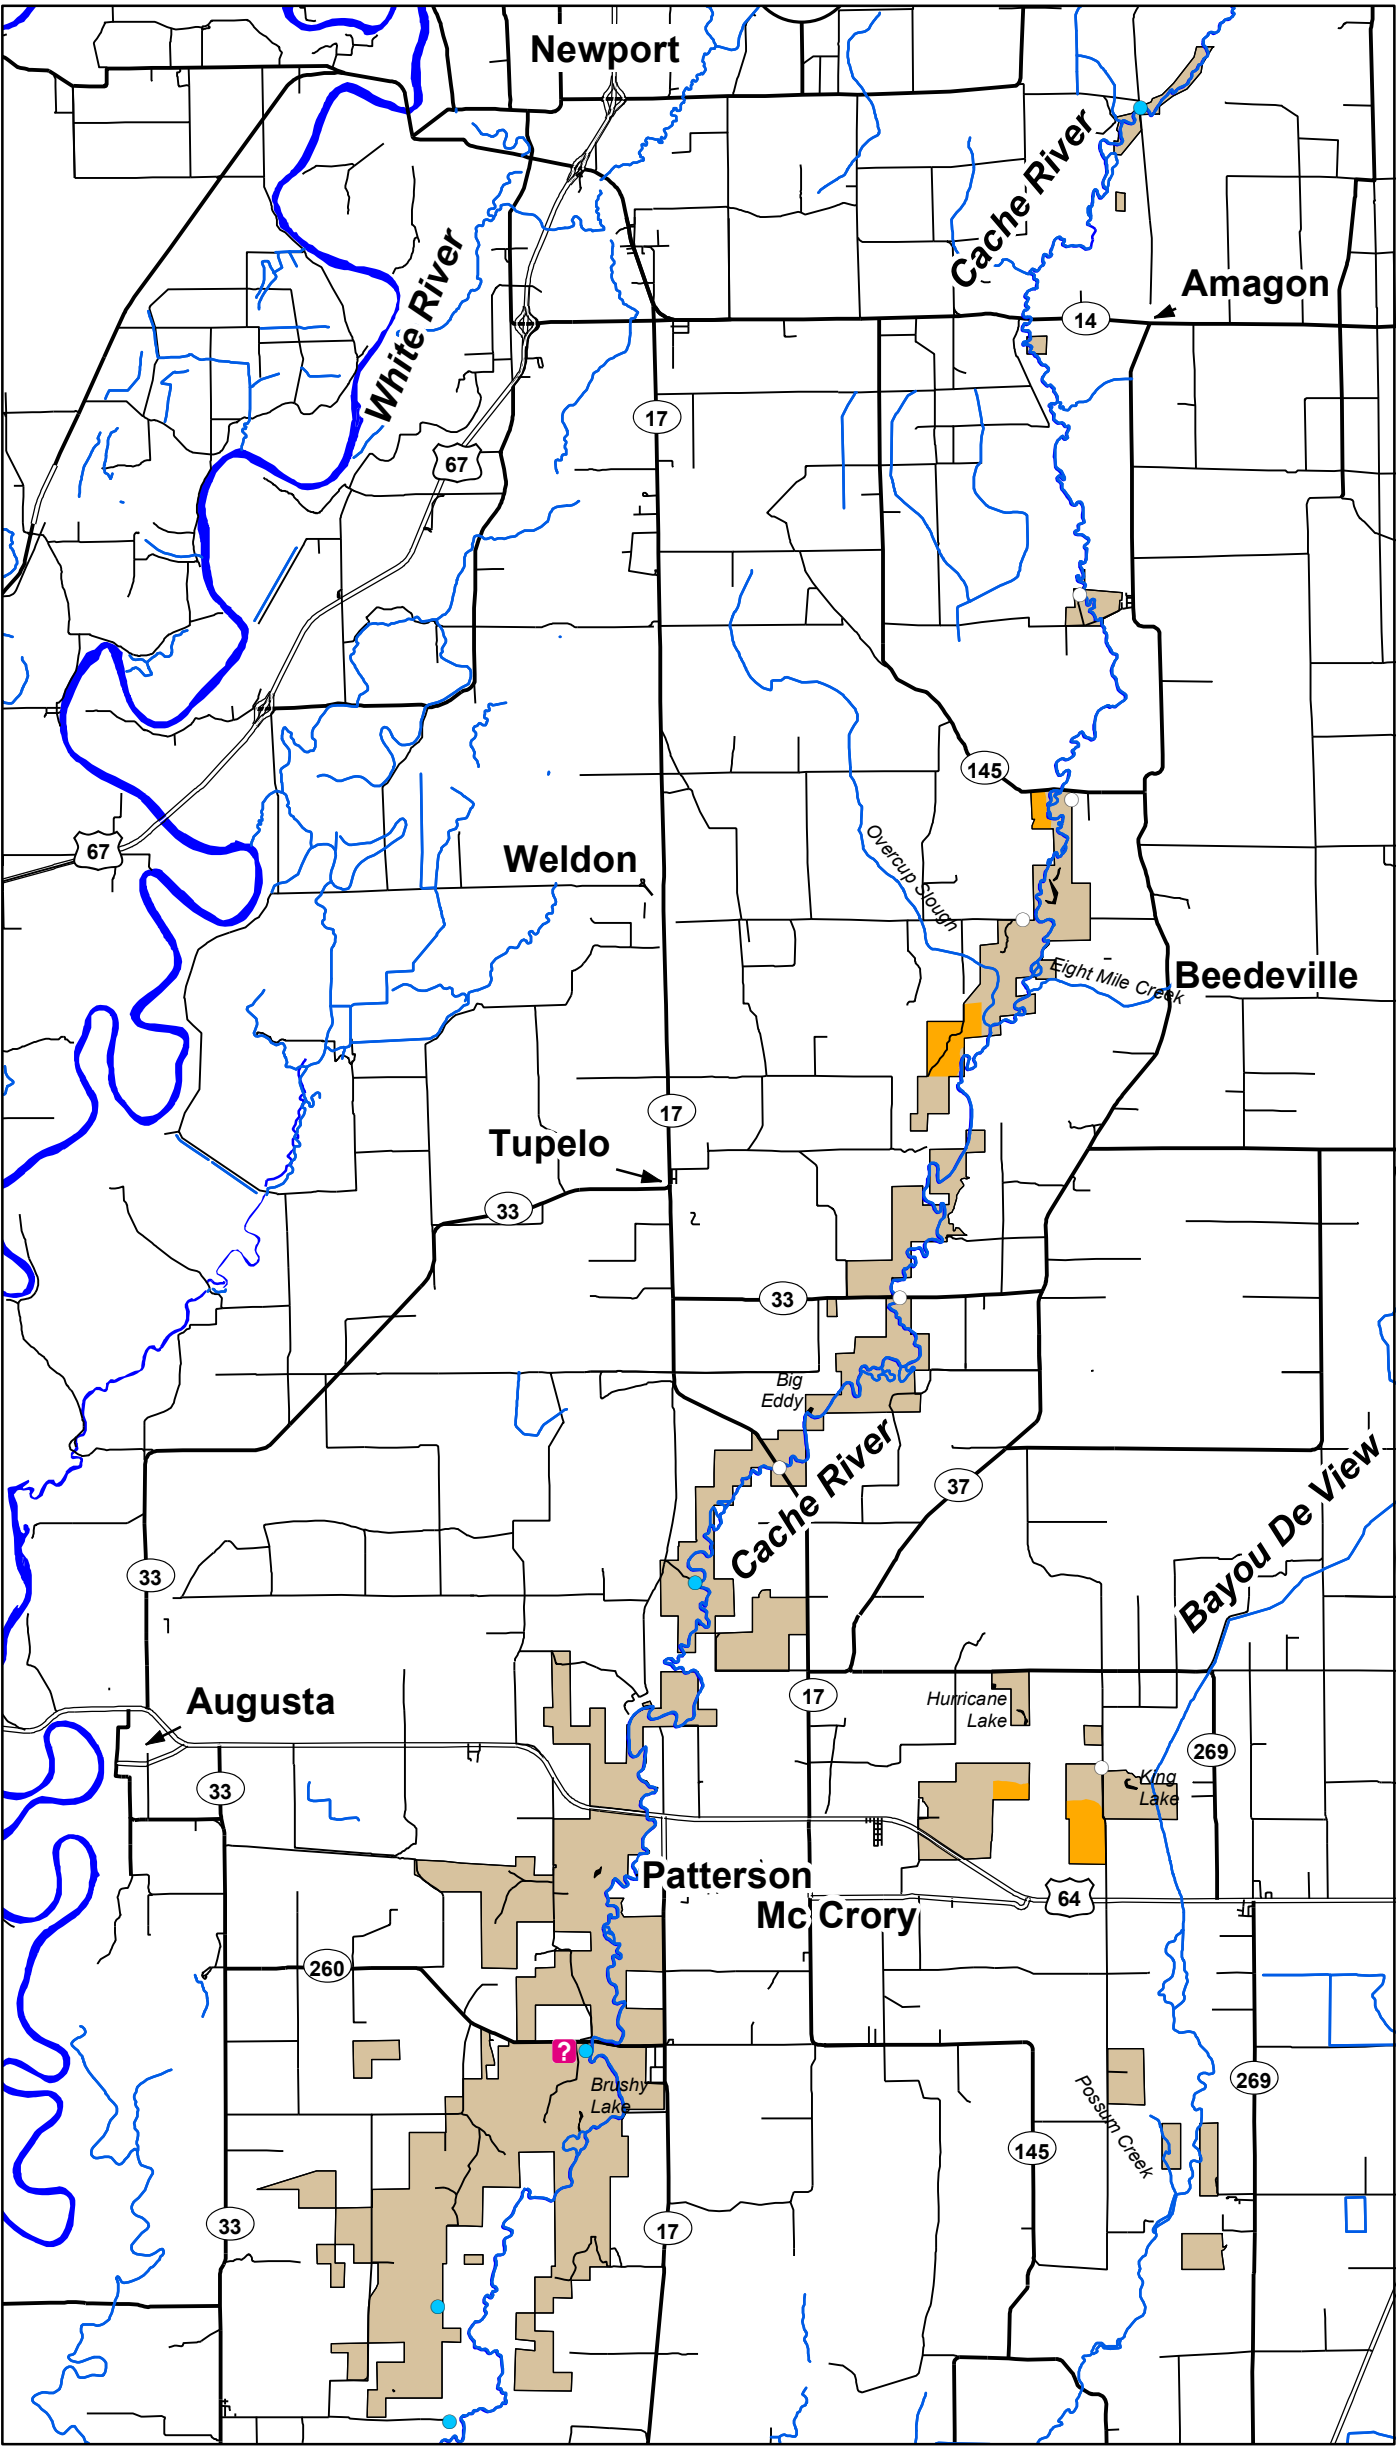 Newport
Cache River
White River
Amagon
14
17
67
145
67
Overcup Slough
Weldon
Eight Mile Creek
Beedeville
17
Tupelo
33
33
Big
Eddy
Cache River
37
Bayou De View
33
Augusta
Hurricane
Lake
17
269
33
King
Lake
Patterson
64
Mc Crory
260
?
Brushy
Lake
Possum Creek
269
145
33
17